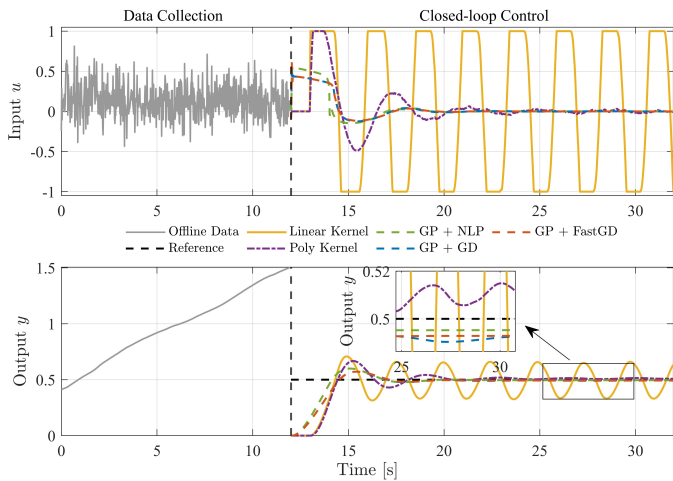 Data Collection
Closed-loop Control
Input u
1
0.5
0
-0.5
-1
0 5 10 15 20 25 30
Offline Data
Linear Kernel
GP + NLP
GP + FastGD
Reference
Poly Kernel
GP + GD
Output y
1.5
1
0.5
0
Output y
0.52
0.5
25 30
0 5 10 15 20 25 30
Time [s]